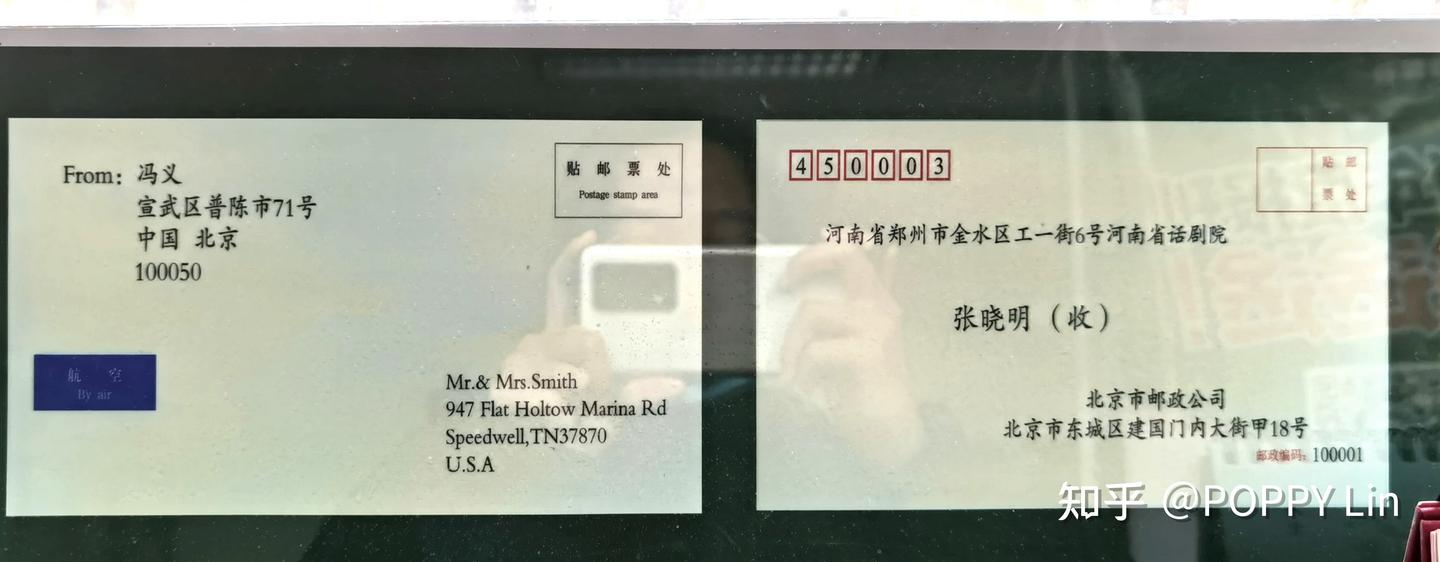 From: 冯义
宣武区普陈市71号
中国 北京
100050
贴 邮 票 处
Postage stamp area
航 空
By air
Mr.& Mrs.Smith
947 Flat Holtow Marina Rd
Speedwell,TN37870
U.S.A
450003
贴 邮
票 处
河南省郑州市金水区工一街6号河南省话剧院
张晓明（收）
北京市邮政公司
北京市东城区建国门内大街甲18号
邮政编码：100001
知乎 @POPPY Lin